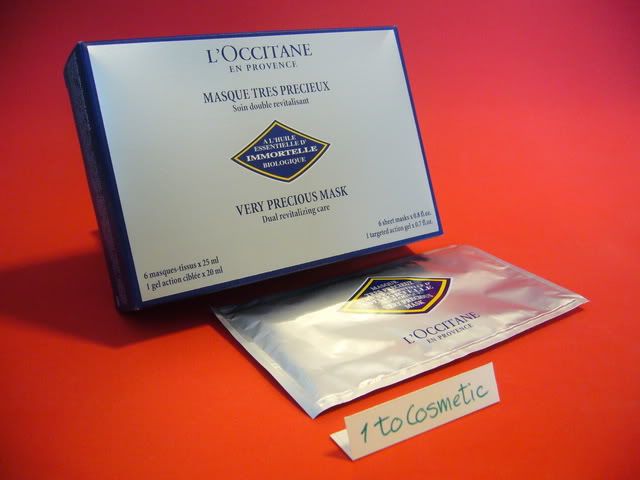 L'OCCITANE
EN PROVENCE
MASQUE TRES PRECIEUX
Soin double revitalisant
A L'HUILE
ESSENTIELLE D'
IMMORTELLE
BIOLOGIQUE
VERY PRECIOUS MASK
Dual revitalizing care
6 masques-tissus x 25 ml
1 gel action ciblée x 20 ml
6 sheet masks x 0.8 fl.oz.
1 targeted action gel x 0.7 fl.oz.
MASQUE
MASK
L'OCCITANE
EN PROVENCE
1 to Cosmetic